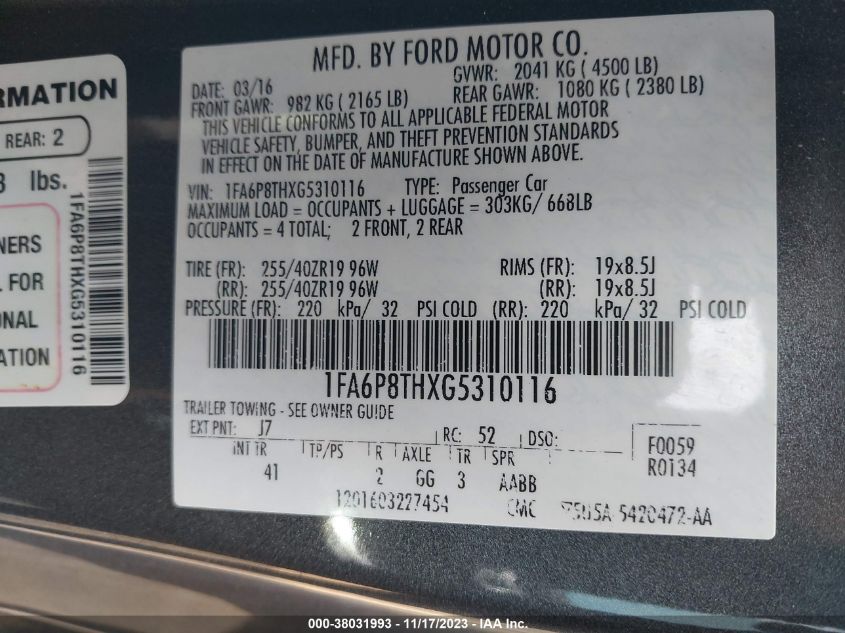 RMATION
REAR: 2
lbs.
1FA6P8THXG5310116
NERS
L FOR
ONAL
ATION
MFD. BY FORD MOTOR CO.
DATE: 03/16 GVWR: 2041 KG ( 4500 LB)
FRONT GAWR: 982 KG ( 2165 LB) REAR GAWR: 1080 KG ( 2380 LB)
THIS VEHICLE CONFORMS TO ALL APPLICABLE FEDERAL MOTOR
VEHICLE SAFETY, BUMPER, AND THEFT PREVENTION STANDARDS
IN EFFECT ON THE DATE OF MANUFACTURE SHOWN ABOVE.
VIN: 1FA6P8THXG5310116 TYPE: Passenger Car
MAXIMUM LOAD = OCCUPANTS + LUGGAGE = 303KG/ 668LB
OCCUPANTS = 4 TOTAL; 2 FRONT, 2 REAR
TIRE (FR): 255/40ZR19 96W RIMS (FR): 19x8.5J
(RR): 255/40ZR19 96W (RR): 19x8.5J
PRESSURE (FR): 220 kPa/ 32 PSI COLD (RR): 220 kPa/ 32 PSI COLD
1FA6P8THXG5310116
TRAILER TOWING - SEE OWNER GUIDE
EXT PNT: J7 RC: 52 DSO: F0059
INT TR TP/PS R AXLE TR SPR R0134
41 2 GG 3 AABB
1201603227454 CMC 5420472-AA
000-38031993 - 11/17/2023 - IAA Inc.